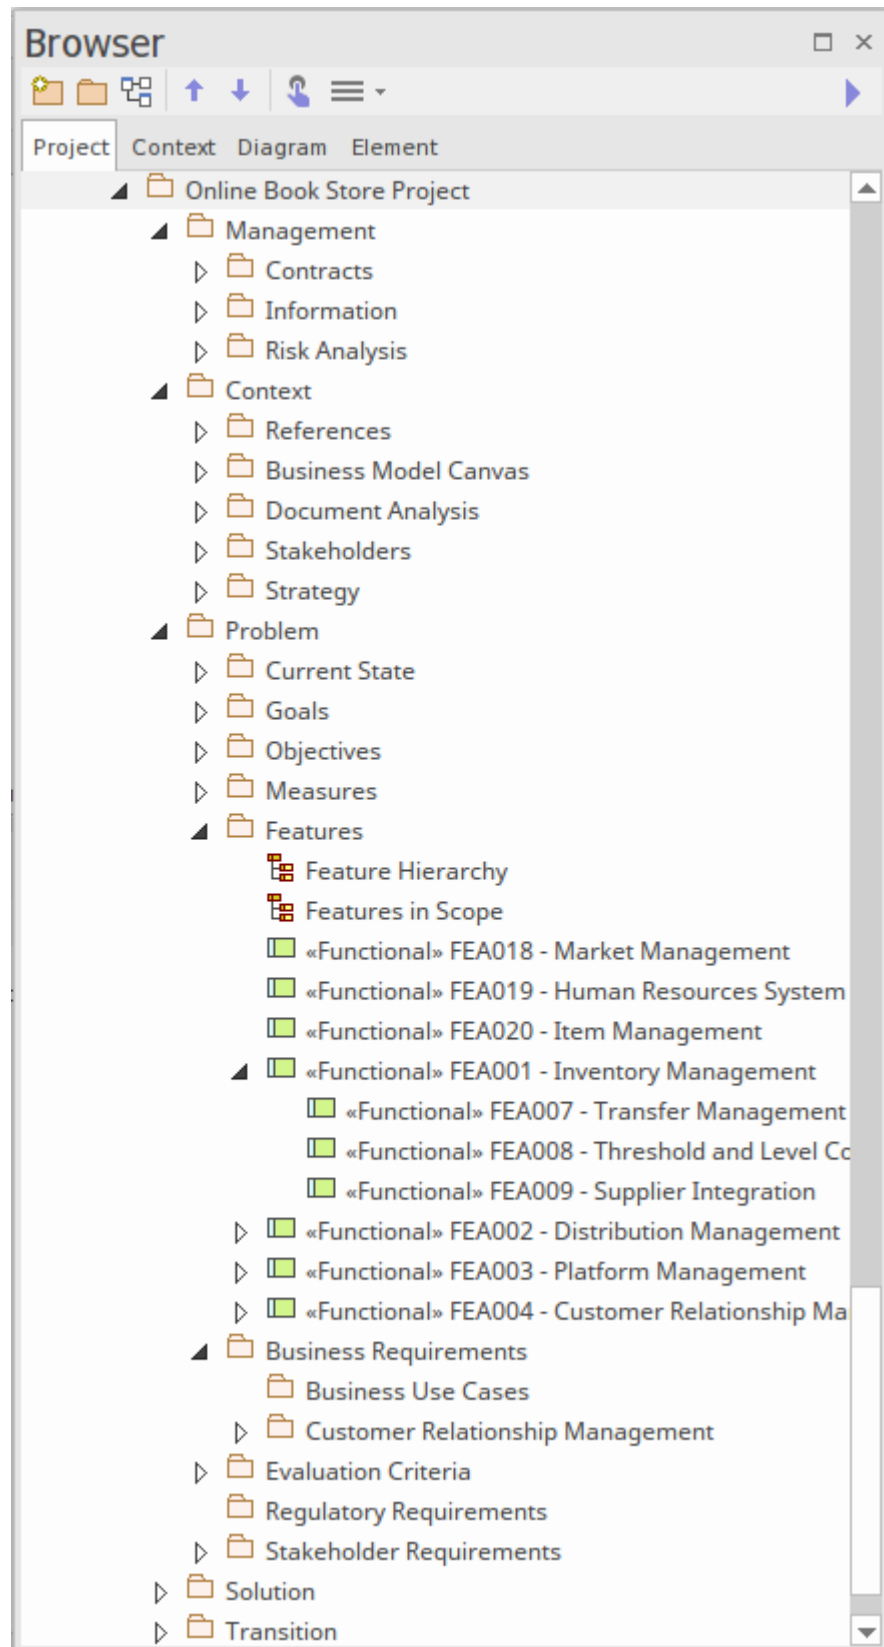 Browser
Project Context Diagram Element
Online Book Store Project
Management
Contracts
Information
Risk Analysis
Context
References
Business Model Canvas
Document Analysis
Stakeholders
Strategy
Problem
Current State
Goals
Objectives
Measures
Features
Feature Hierarchy
Features in Scope
«Functional» FEA018 - Market Management
«Functional» FEA019 - Human Resources System
«Functional» FEA020 - Item Management
«Functional» FEA001 - Inventory Management
«Functional» FEA007 - Transfer Management
«Functional» FEA008 - Threshold and Level Co
«Functional» FEA009 - Supplier Integration
«Functional» FEA002 - Distribution Management
«Functional» FEA003 - Platform Management
«Functional» FEA004 - Customer Relationship Ma
Business Requirements
Business Use Cases
Customer Relationship Management
Evaluation Criteria
Regulatory Requirements
Stakeholder Requirements
Solution
Transition